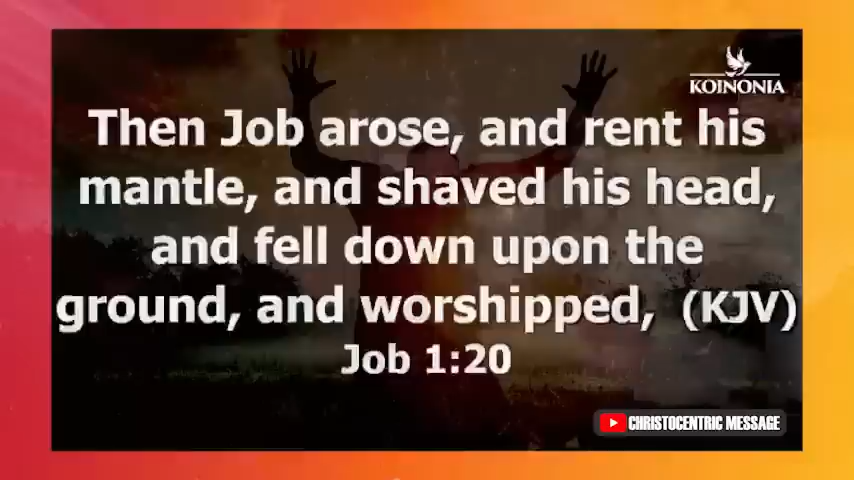 KOINONIA
Then Job arose, and rent his
mantle, and shaved his head,
and fell down upon the
ground, and worshipped, (KJV)
Job 1:20
CHRISTOCENTRIC MESSAGE